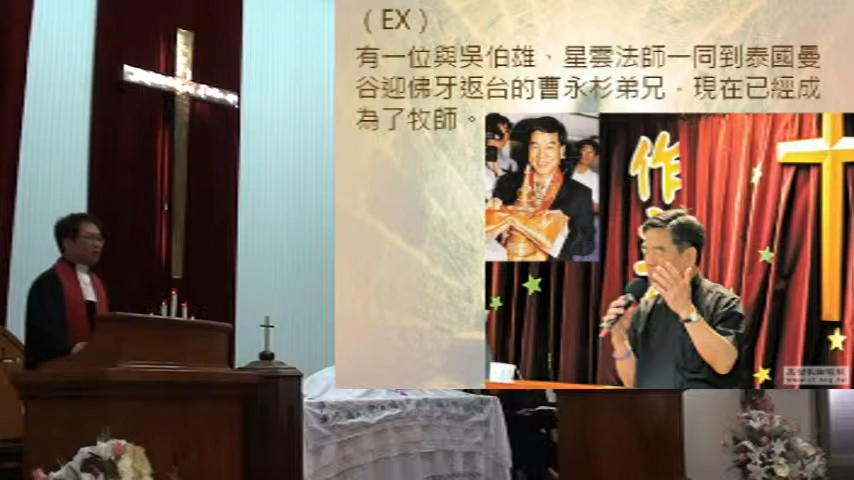 （EX）
有一位與吳伯雄、星雲法師一同到泰國曼
谷迎佛牙返台的曹永杉弟兄，現在已經成
為了牧師。
作